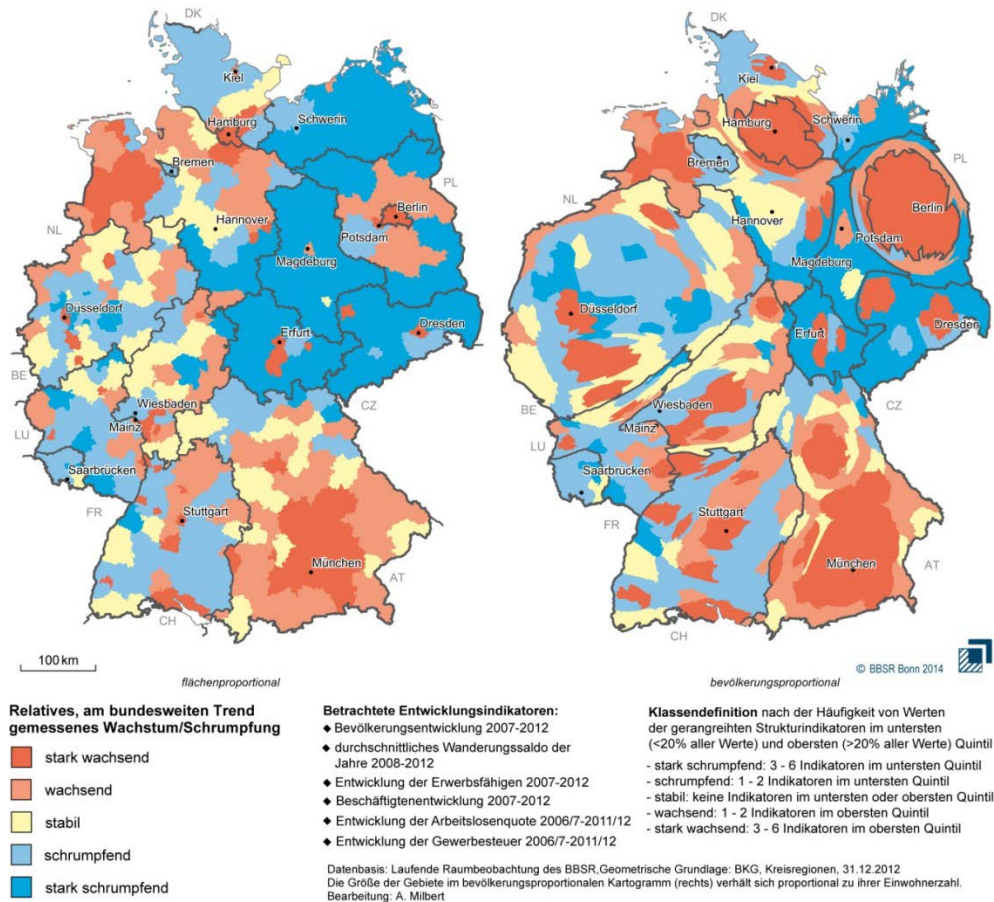 DK
Kiel
Hamburg
Schwerin
Bremen
PL
NL
Hannover
Berlin
Potsdam
Magdeburg
Düsseldorf
Erfurt
Dresden
BE
CZ
Wiesbaden
LU
Mainz
Saarbrücken
FR
Stuttgart
München
AT
CH
100 km
flächenproportional
DK
Kiel
Hamburg
Schwerin
Bremen
PL
NL
Hannover
Berlin
Potsdam
Magdeburg
Düsseldorf
Erfurt
Dresden
BE
CZ
Wiesbaden
LU
Mainz
Saarbrücken
FR
Stuttgart
München
AT
CH
© BBSR Bonn 2014
bevölkerungsproportional
Relatives, am bundesweiten Trend
gemessenes Wachstum/Schrumpfung
stark wachsend
wachsend
stabil
schrumpfend
stark schrumpfend
Betrachtete Entwicklungsindikatoren:
◆ Bevölkerungsentwicklung 2007-2012
◆ durchschnittliches Wanderungssaldo der
Jahre 2008-2012
◆ Entwicklung der Erwerbsfähigen 2007-2012
◆ Beschäftigtenentwicklung 2007-2012
◆ Entwicklung der Arbeitslosenquote 2006/7-2011/12
◆ Entwicklung der Gewerbesteuer 2006/7-2011/12
Klassendefinition nach der Häufigkeit von Werten
der gerangreihten Strukturindikatoren im untersten
(<20% aller Werte) und obersten (>20% aller Werte) Quintil
- stark schrumpfend: 3 - 6 Indikatoren im untersten Quintil
- schrumpfend: 1 - 2 Indikatoren im untersten Quintil
- stabil: keine Indikatoren im untersten oder obersten Quintil
- wachsend: 1 - 2 Indikatoren im obersten Quintil
- stark wachsend: 3 - 6 Indikatoren im obersten Quintil
Datenbasis: Laufende Raumbeobachtung des BBSR,Geometrische Grundlage: BKG, Kreisregionen, 31.12.2012
Die Größe der Gebiete im bevölkerungsproportionalen Kartogramm (rechts) verhält sich proportional zu ihrer Einwohnerzahl.
Bearbeitung: A. Milbert